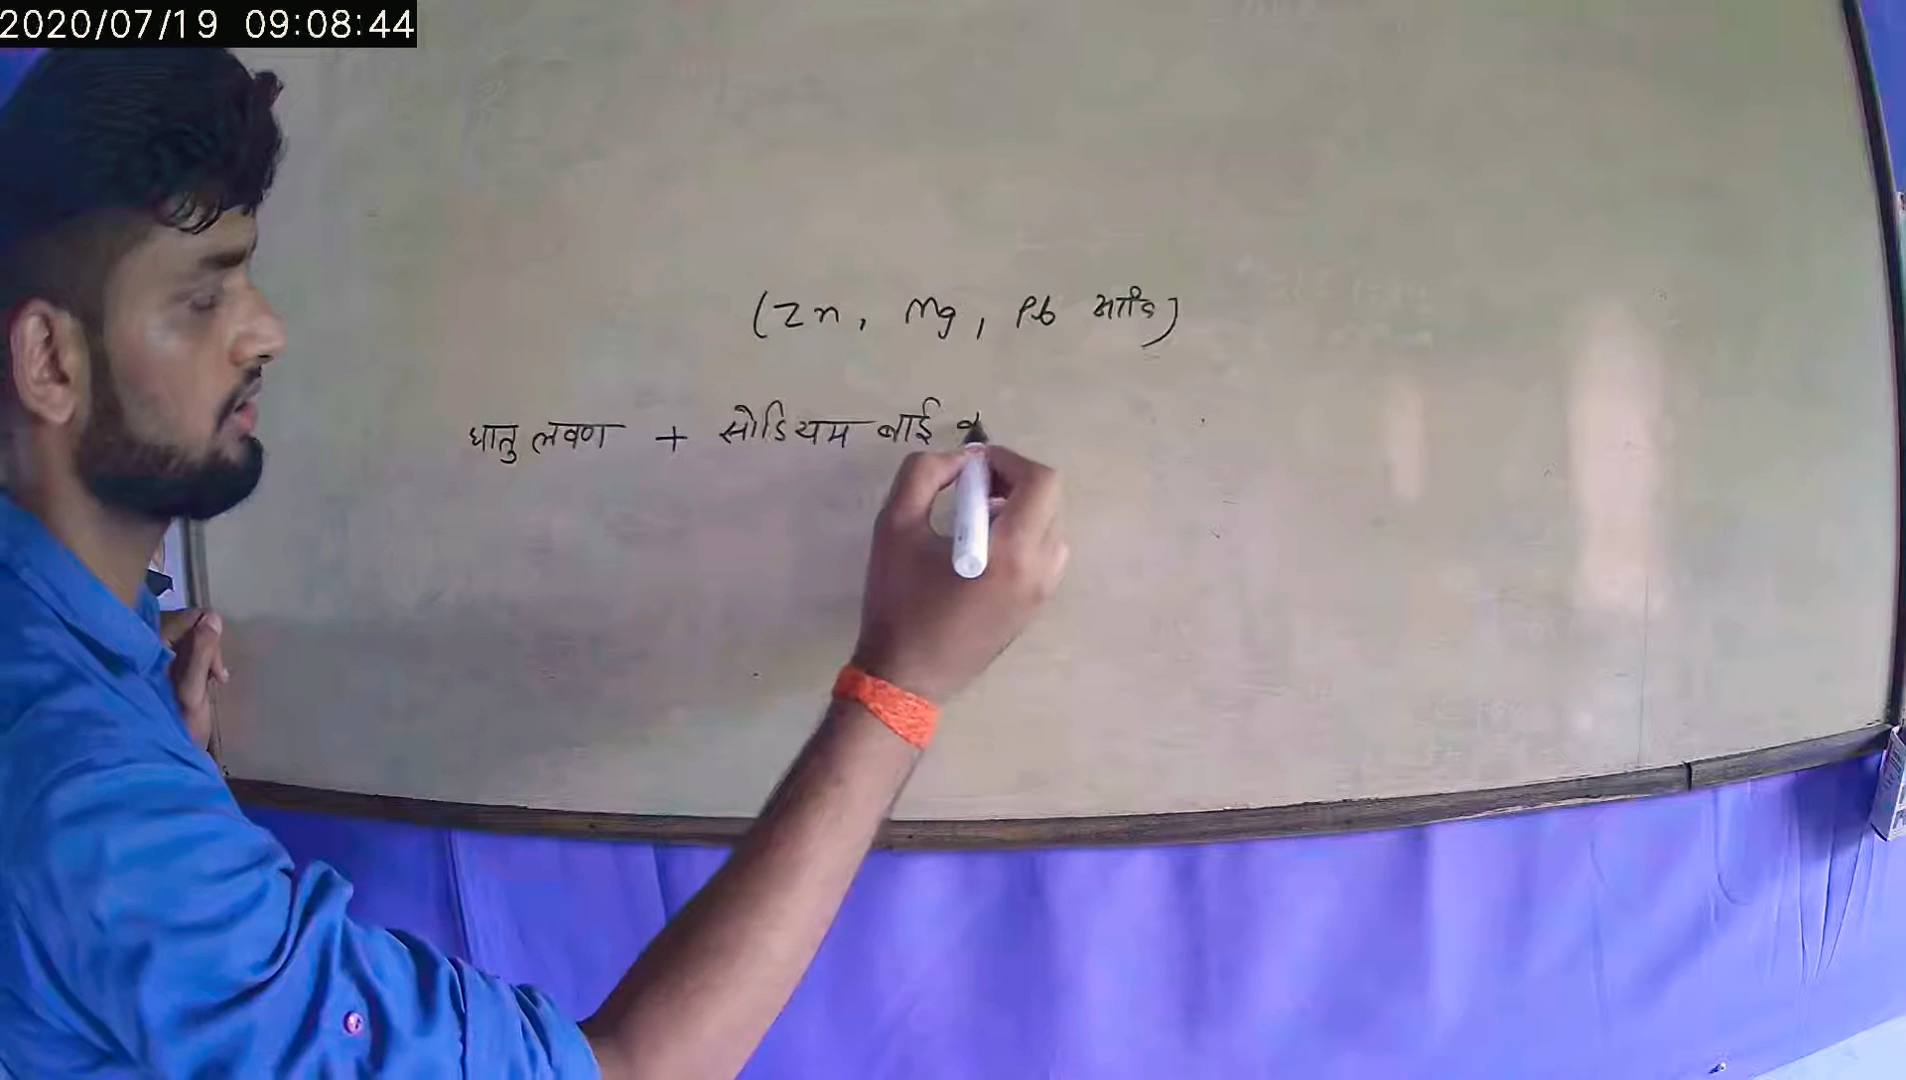 2020/07/19 09:08:44
(Zn, Mg, Pb आदि)
धातु लवण + सोडियम बाई क